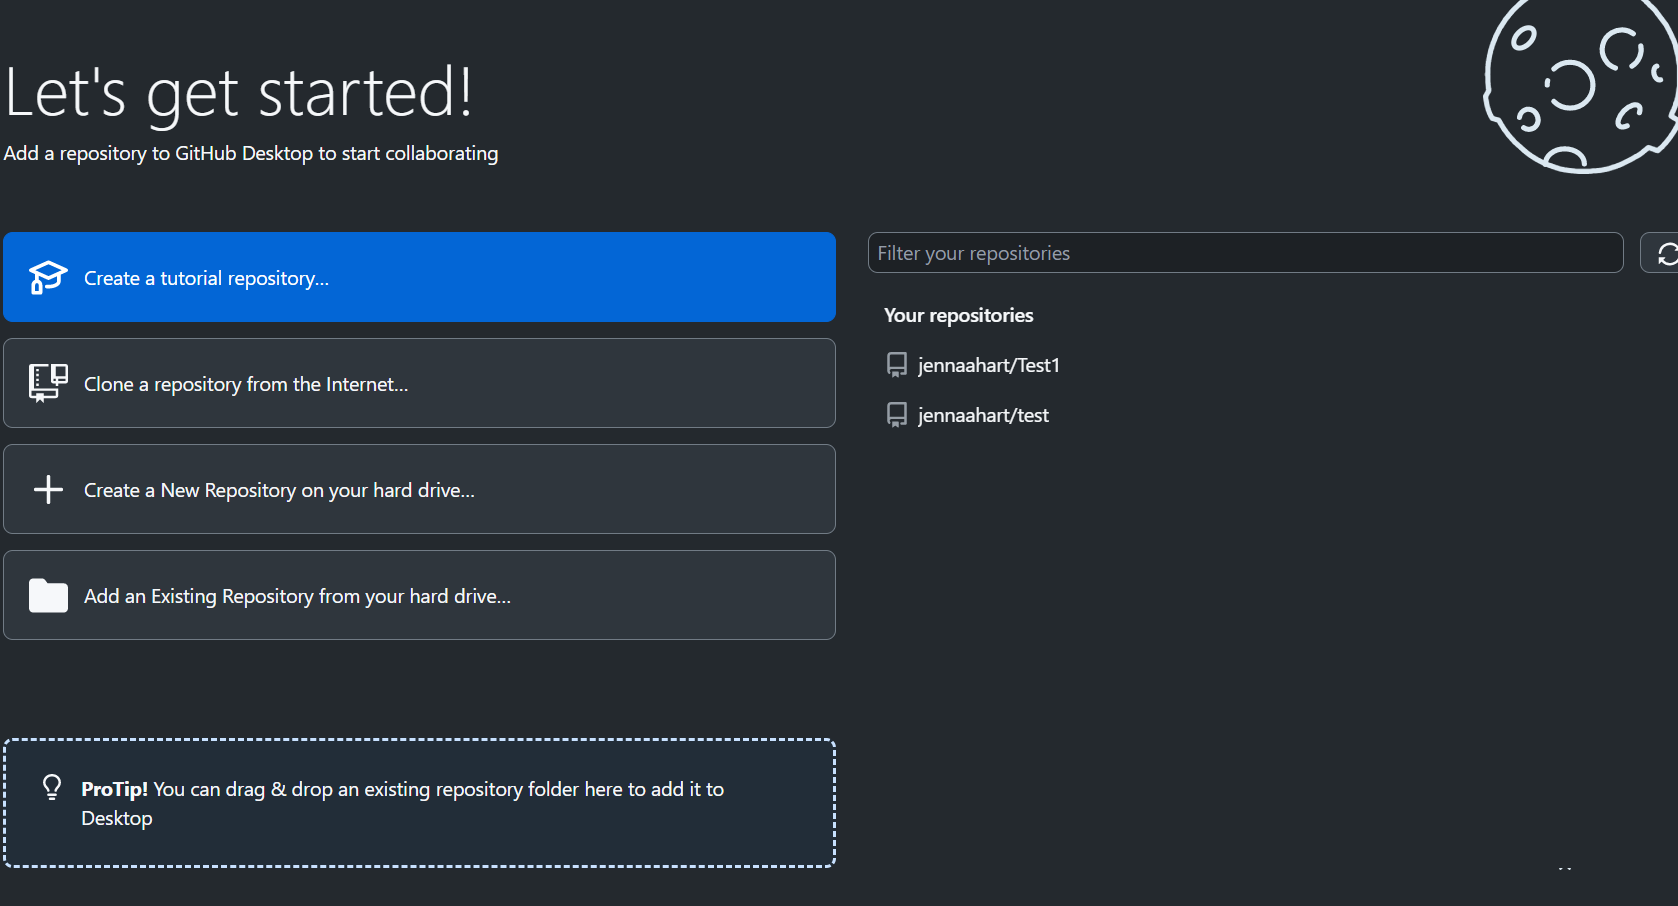 Let's get started!
Add a repository to GitHub Desktop to start collaborating
Create a tutorial repository...
Clone a repository from the Internet...
Create a New Repository on your hard drive...
Add an Existing Repository from your hard drive...
ProTip! You can drag & drop an existing repository folder here to add it to
Desktop
Filter your repositories
Your repositories
jennaahart/Test1
jennaahart/test